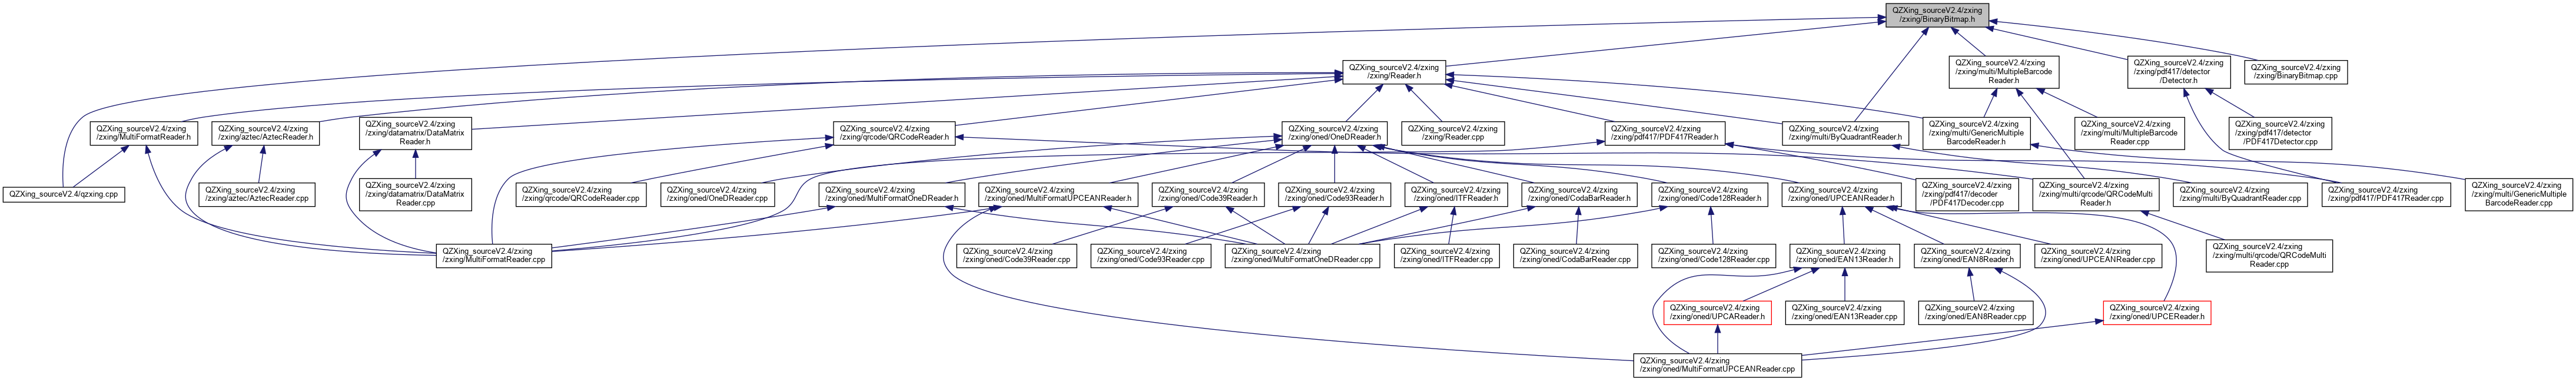 QZXing_sourceV2.4/zxing
/zxing/BinaryBitmap.h
QZXing_sourceV2.4/zxing
/zxing/Reader.h
QZXing_sourceV2.4/zxing
/zxing/multi/MultipleBarcode
Reader.h
QZXing_sourceV2.4/zxing
/zxing/pdf417/detector
/Detector.h
QZXing_sourceV2.4/zxing
/zxing/BinaryBitmap.cpp
QZXing_sourceV2.4/zxing
/zxing/MultiFormatReader.h
QZXing_sourceV2.4/zxing
/zxing/aztec/AztecReader.h
QZXing_sourceV2.4/zxing
/zxing/datamatrix/DataMatrix
Reader.h
QZXing_sourceV2.4/zxing
/zxing/qrcode/QRCodeReader.h
QZXing_sourceV2.4/zxing
/zxing/oned/OneDReader.h
QZXing_sourceV2.4/zxing
/zxing/Reader.cpp
QZXing_sourceV2.4/zxing
/zxing/pdf417/PDF417Reader.h
QZXing_sourceV2.4/zxing
/zxing/multi/ByQuadrantReader.h
QZXing_sourceV2.4/zxing
/zxing/multi/GenericMultiple
BarcodeReader.h
QZXing_sourceV2.4/zxing
/zxing/multi/MultipleBarcode
Reader.cpp
QZXing_sourceV2.4/zxing
/zxing/pdf417/detector
/PDF417Detector.cpp
QZXing_sourceV2.4/qzxing.cpp
QZXing_sourceV2.4/zxing
/zxing/aztec/AztecReader.cpp
QZXing_sourceV2.4/zxing
/zxing/datamatrix/DataMatrix
Reader.cpp
QZXing_sourceV2.4/zxing
/zxing/qrcode/QRCodeReader.cpp
QZXing_sourceV2.4/zxing
/zxing/oned/OneDReader.cpp
QZXing_sourceV2.4/zxing
/zxing/oned/MultiFormatOneDReader.h
QZXing_sourceV2.4/zxing
/zxing/oned/MultiFormatUPCEANReader.h
QZXing_sourceV2.4/zxing
/zxing/oned/Code39Reader.h
QZXing_sourceV2.4/zxing
/zxing/oned/Code93Reader.h
QZXing_sourceV2.4/zxing
/zxing/oned/ITFReader.h
QZXing_sourceV2.4/zxing
/zxing/oned/CodaBarReader.h
QZXing_sourceV2.4/zxing
/zxing/oned/Code128Reader.h
QZXing_sourceV2.4/zxing
/zxing/oned/UPCEANReader.h
QZXing_sourceV2.4/zxing
/zxing/pdf417/decoder
/PDF417Decoder.cpp
QZXing_sourceV2.4/zxing
/zxing/multi/qrcode/QRCodeMulti
Reader.h
QZXing_sourceV2.4/zxing
/zxing/multi/ByQuadrantReader.cpp
QZXing_sourceV2.4/zxing
/zxing/pdf417/PDF417Reader.cpp
QZXing_sourceV2.4/zxing
/zxing/multi/GenericMultiple
BarcodeReader.cpp
QZXing_sourceV2.4/zxing
/zxing/MultiFormatReader.cpp
QZXing_sourceV2.4/zxing
/zxing/oned/Code39Reader.cpp
QZXing_sourceV2.4/zxing
/zxing/oned/Code93Reader.cpp
QZXing_sourceV2.4/zxing
/zxing/oned/MultiFormatOneDReader.cpp
QZXing_sourceV2.4/zxing
/zxing/oned/ITFReader.cpp
QZXing_sourceV2.4/zxing
/zxing/oned/CodaBarReader.cpp
QZXing_sourceV2.4/zxing
/zxing/oned/Code128Reader.cpp
QZXing_sourceV2.4/zxing
/zxing/oned/EAN13Reader.h
QZXing_sourceV2.4/zxing
/zxing/oned/EAN8Reader.h
QZXing_sourceV2.4/zxing
/zxing/oned/UPCEANReader.cpp
QZXing_sourceV2.4/zxing
/zxing/multi/qrcode/QRCodeMulti
Reader.cpp
QZXing_sourceV2.4/zxing
/zxing/oned/UPCAReader.h
QZXing_sourceV2.4/zxing
/zxing/oned/EAN13Reader.cpp
QZXing_sourceV2.4/zxing
/zxing/oned/EAN8Reader.cpp
QZXing_sourceV2.4/zxing
/zxing/oned/UPCEReader.h
QZXing_sourceV2.4/zxing
/zxing/oned/MultiFormatUPCEANReader.cpp